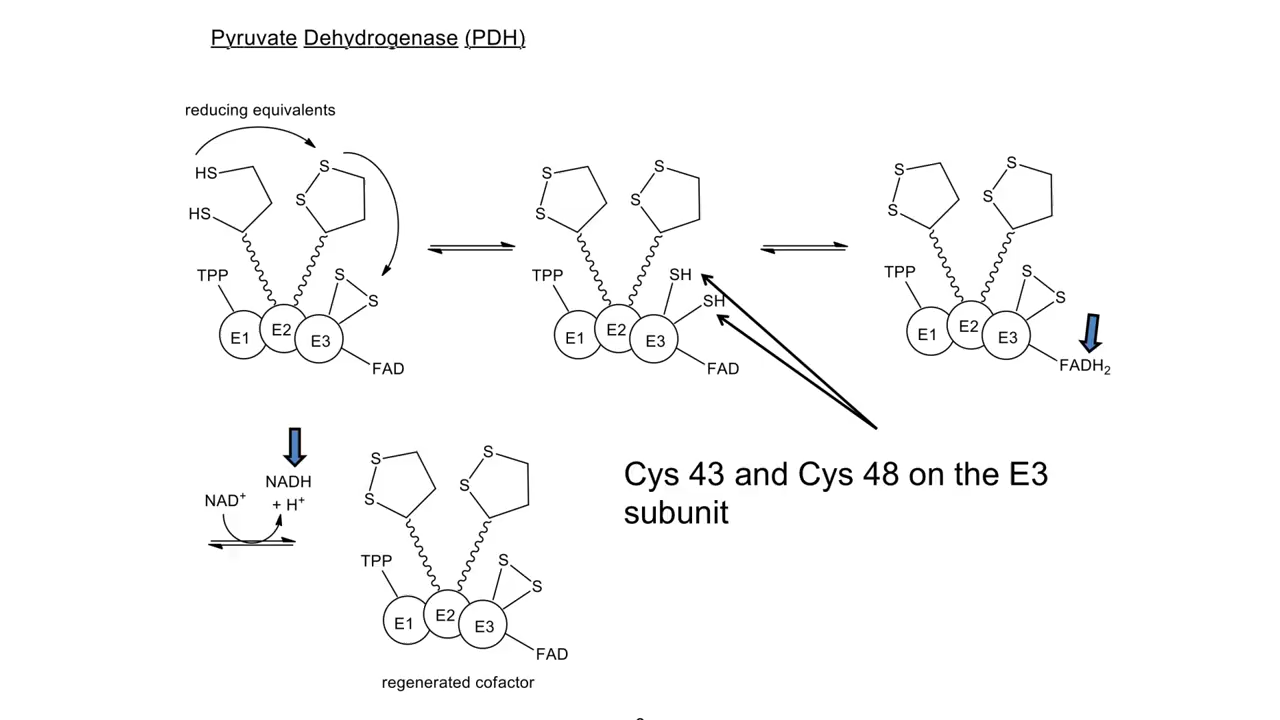 Pyruvate Dehydrogenase (PDH)
reducing equivalents
HS
S
HS
S
TPP
S
S
E1
E2
E3
FAD
S
S
S
S
TPP
SH
SH
E1
E2
E3
FAD
S
S
S
S
TPP
S
S
E1
E2
E3
FADH₂
Cys 43 and Cys 48 on the E3
subunit
NAD⁺
NADH
+ H⁺
S
S
S
S
TPP
S
S
E1
E2
E3
FAD
regenerated cofactor